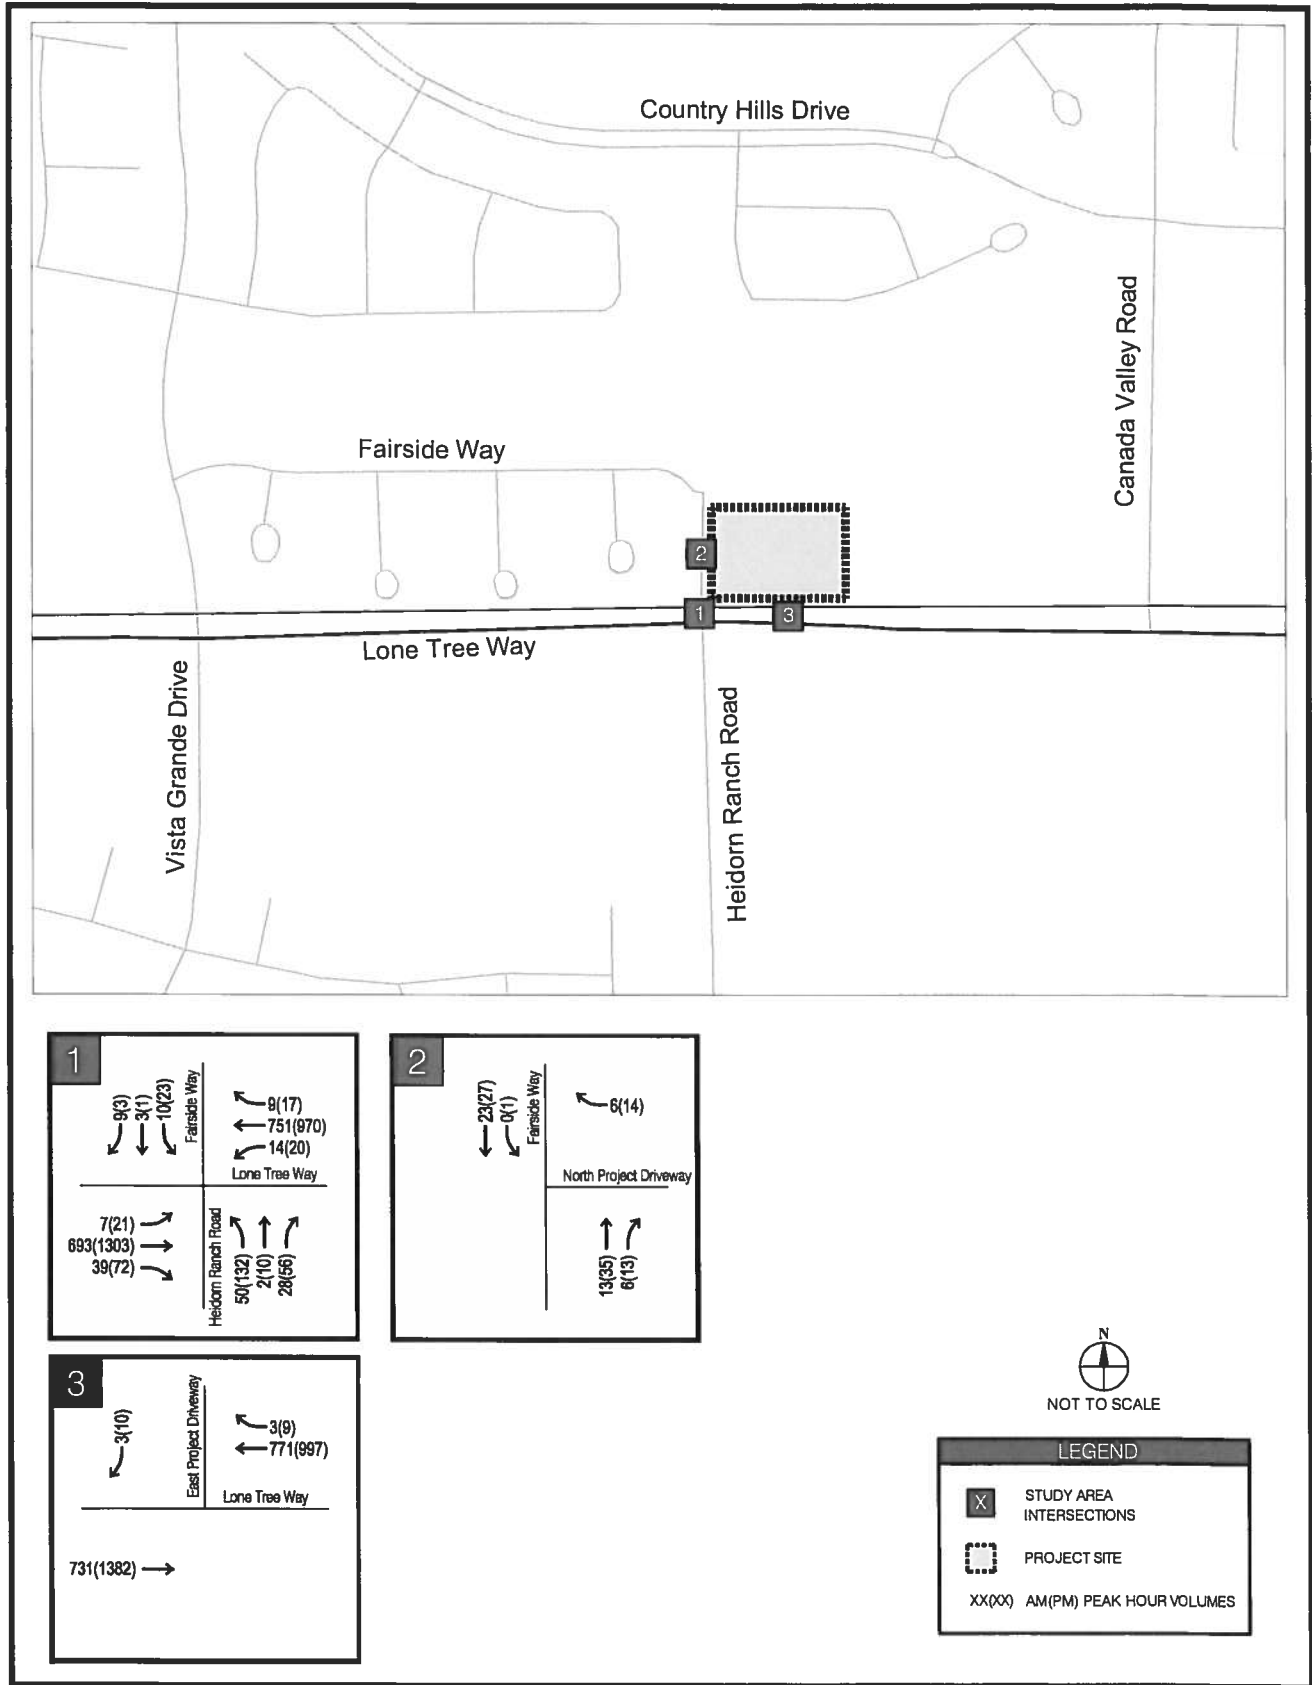 Country Hills Drive
Canada Valley Road
Fairside Way
2
1
3
Lone Tree Way
Vista Grande Drive
Heidorn Ranch Road
1
9(3)
3(1)
10(23)
Fairside Way
9(17)
751(970)
14(20)
Lone Tree Way
7(21)
693(1303)
39(72)
Heidorn Ranch Road
50(132)
2(10)
28(56)
2
23(27)
0(1)
Fairside Way
6(14)
North Project Driveway
13(35)
6(13)
3
3(10)
East Project Driveway
3(9)
771(997)
Lone Tree Way
731(1382)
N
NOT TO SCALE
LEGEND
X
STUDY AREA
INTERSECTIONS
PROJECT SITE
XX(XX) AM(PM) PEAK HOUR VOLUMES